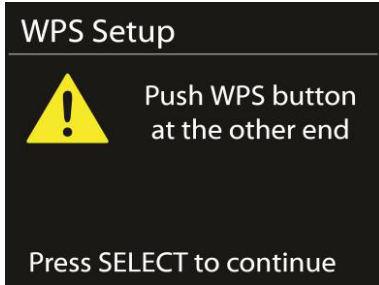 WPS Setup
Push WPS button
at the other end
Press SELECT to continue